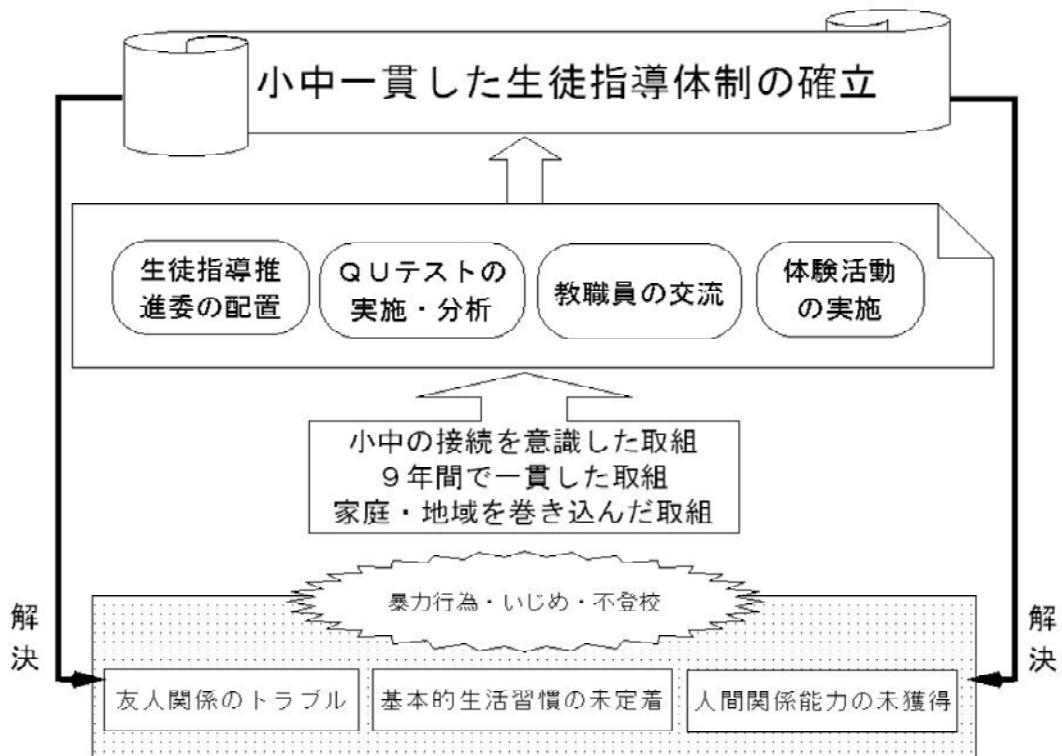 小中一貫した生徒指導体制の確立
生徒指導推
進委の配置
ＱＵテストの
実施・分析
教職員の交流
体験活動
の実施
小中の接続を意識した取組
９年間で一貫した取組
家庭・地域を巻き込んだ取組
暴力行為・いじめ・不登校
解決
解決
友人関係のトラブル
基本的生活習慣の未定着
人間関係能力の未獲得